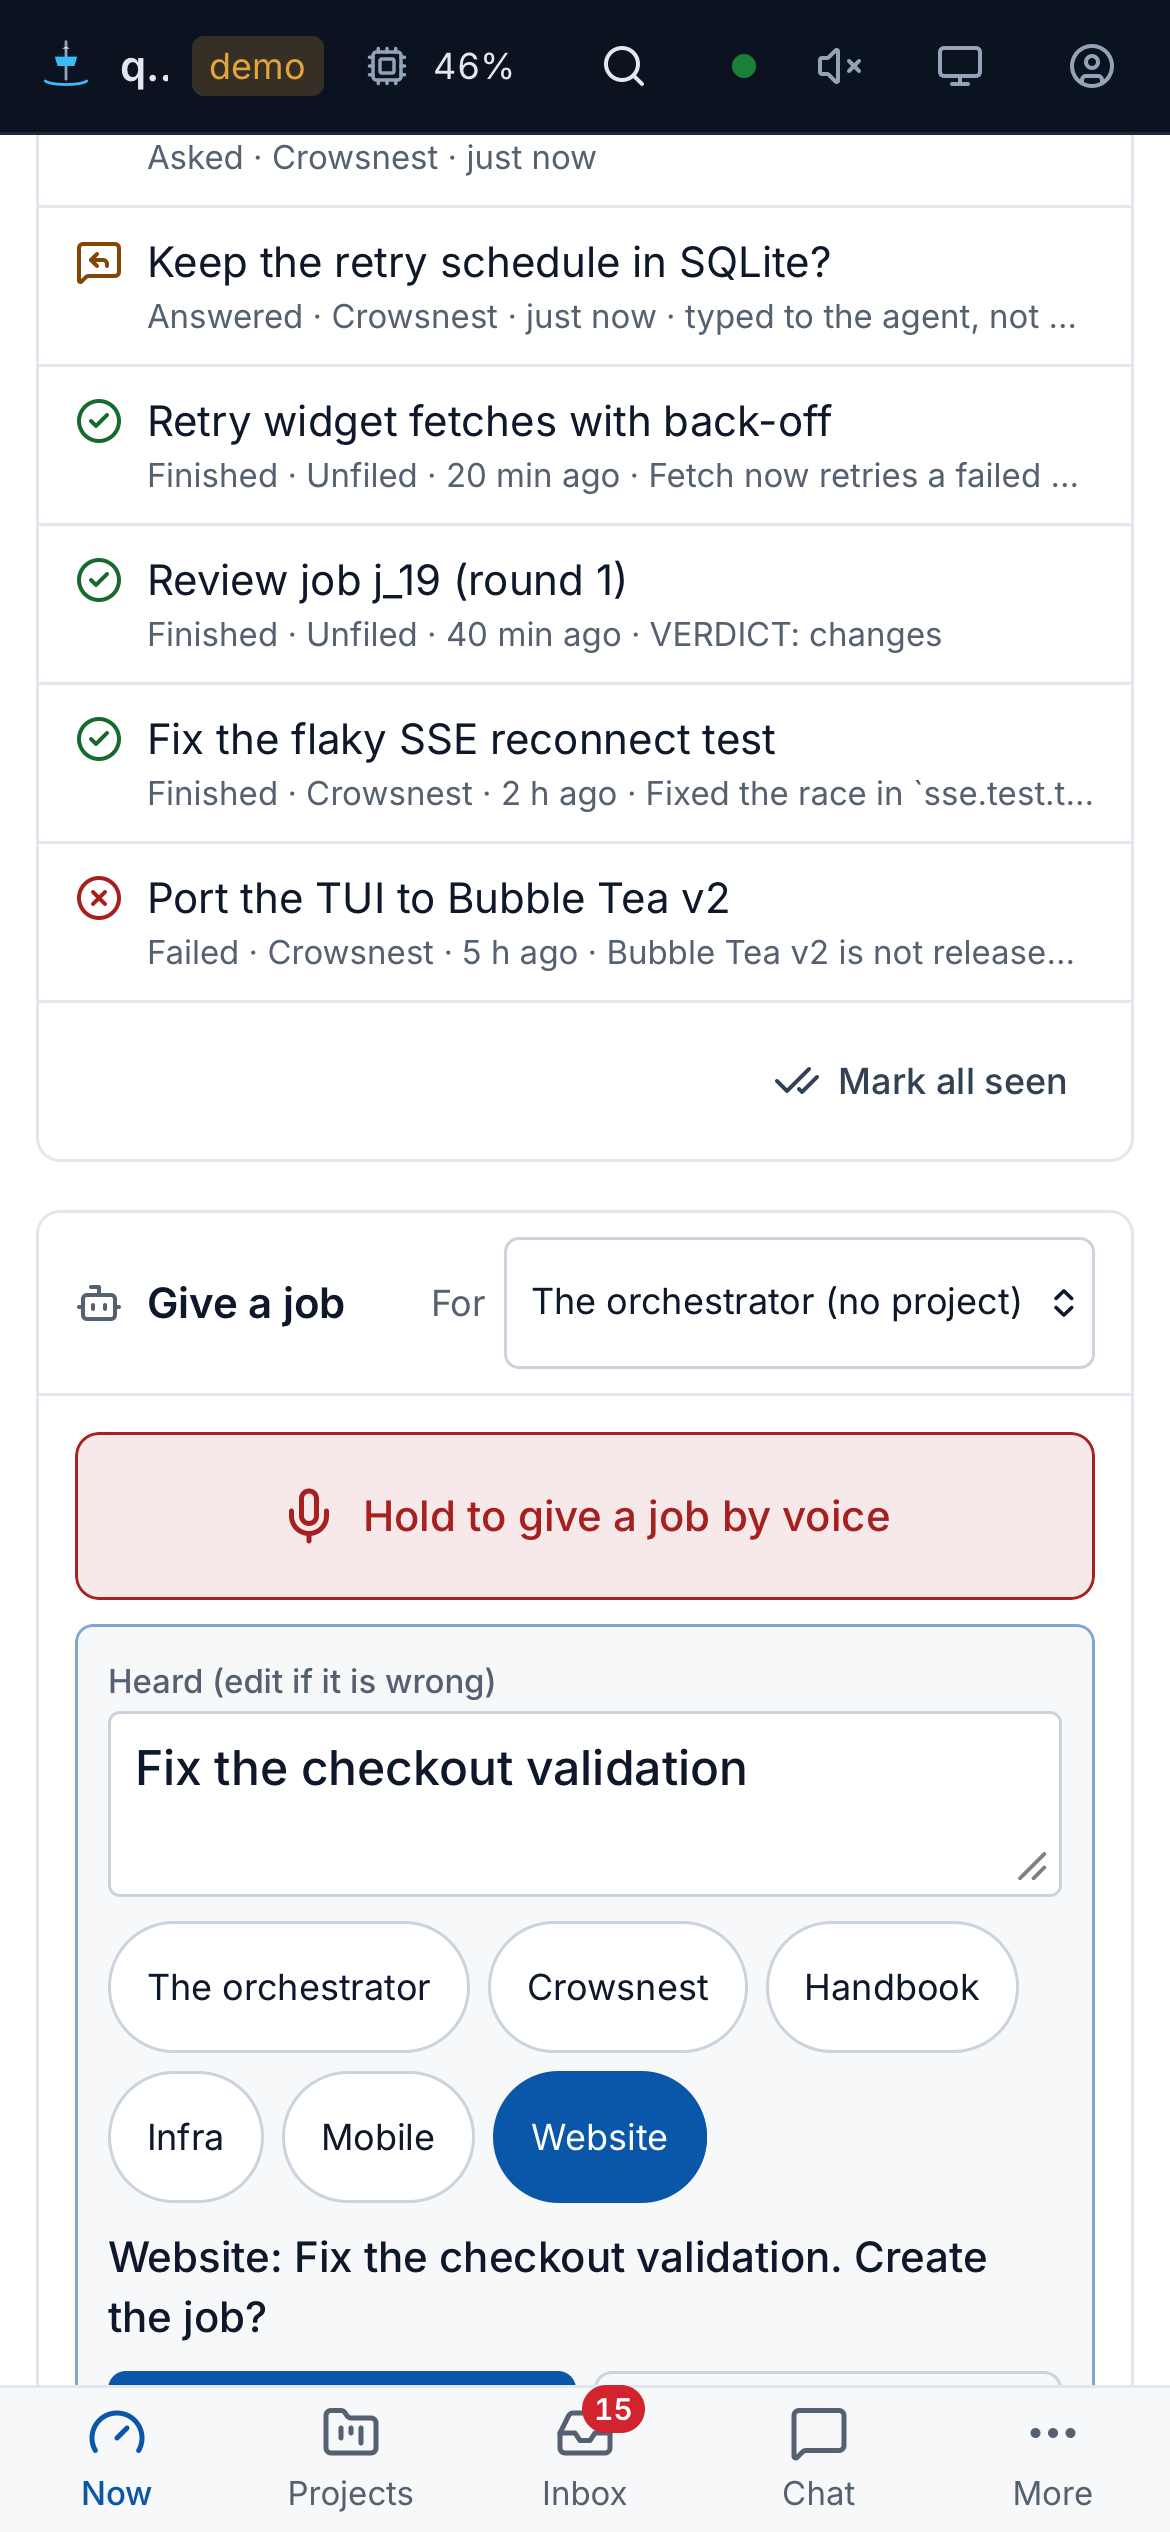 q..
demo
46%
Asked · Crowsnest · just now
Keep the retry schedule in SQLite?
Answered · Crowsnest · just now · typed to the agent, not ...
Retry widget fetches with back-off
Finished · Unfiled · 20 min ago · Fetch now retries a failed ...
Review job j_19 (round 1)
Finished · Unfiled · 40 min ago · VERDICT: changes
Fix the flaky SSE reconnect test
Finished · Crowsnest · 2 h ago · Fixed the race in `sse.test.t...
Port the TUI to Bubble Tea v2
Failed · Crowsnest · 5 h ago · Bubble Tea v2 is not release...
Mark all seen
Give a job
For
The orchestrator (no project)
Hold to give a job by voice
Heard (edit if it is wrong)
Fix the checkout validation
The orchestrator
Crowsnest
Handbook
Infra
Mobile
Website
Website: Fix the checkout validation. Create
the job?
15
Now
Projects
Inbox
Chat
More